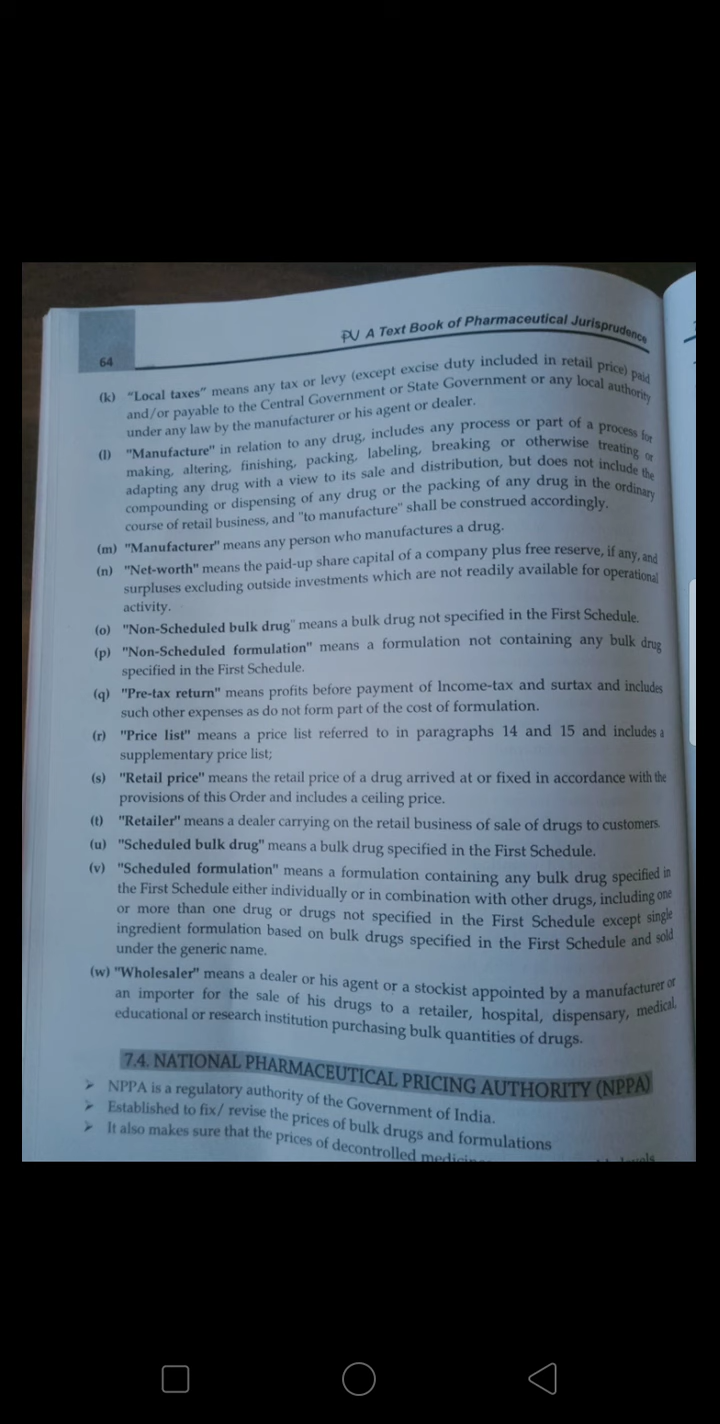 PV A Text Book of Pharmaceutical Jurisprudence
64
(k) "Local taxes" means any tax or levy (except excise duty included in retail price) paid
and/or payable to the Central Government or State Government or any local authority
under any law by the manufacturer or his agent or dealer.
(l) "Manufacture" in relation to any drug, includes any process or part of a process for
making, altering, finishing, packing, labeling, breaking or otherwise treating or
adapting any drug with a view to its sale and distribution, but does not include the
compounding or dispensing of any drug or the packing of any drug in the ordinary
course of retail business, and "to manufacture" shall be construed accordingly.
(m) "Manufacturer" means any person who manufactures a drug.
(n) "Net-worth" means the paid-up share capital of a company plus free reserve, if any, and
surpluses excluding outside investments which are not readily available for operational
activity.
(o) "Non-Scheduled bulk drug" means a bulk drug not specified in the First Schedule.
(p) "Non-Scheduled formulation" means a formulation not containing any bulk drug
specified in the First Schedule.
(q) "Pre-tax return" means profits before payment of Income-tax and surtax and includes
such other expenses as do not form part of the cost of formulation.
(r) "Price list" means a price list referred to in paragraphs 14 and 15 and includes a
supplementary price list;
(s) "Retail price" means the retail price of a drug arrived at or fixed in accordance with the
provisions of this Order and includes a ceiling price.
(t) "Retailer" means a dealer carrying on the retail business of sale of drugs to customers.
(u) "Scheduled bulk drug" means a bulk drug specified in the First Schedule.
(v) "Scheduled formulation" means a formulation containing any bulk drug specified in
the First Schedule either individually or in combination with other drugs, including one
or more than one drug or drugs not specified in the First Schedule except single
ingredient formulation based on bulk drugs specified in the First Schedule and sold
under the generic name.
(w) "Wholesaler" means a dealer or his agent or a stockist appointed by a manufacturer or
an importer for the sale of his drugs to a retailer, hospital, dispensary, medical,
educational or research institution purchasing bulk quantities of drugs.
7.4. NATIONAL PHARMACEUTICAL PRICING AUTHORITY (NPPA)
➢ NPPA is a regulatory authority of the Government of India.
➢ Established to fix/ revise the prices of bulk drugs and formulations
➢ It also makes sure that the prices of decontrolled